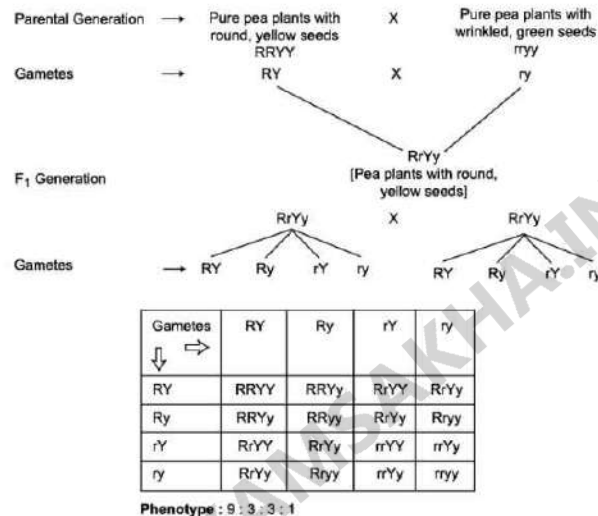 Parental Generation → Pure pea plants with round, yellow seeds X Pure pea plants with wrinkled, green seeds
RRYY rryy
Gametes → RY X ry
RrYy
F₁ Generation [Pea plants with round, yellow seeds]
RrYy X RrYy
Gametes → RY Ry rY ry RY Ry rY ry
Gametes RY Ry rY ry
RY RRYY RRYy RrYY RrYy
Ry RRYy RRyy RrYy Rryy
rY RrYY RrYy rrYY rrYy
ry RrYy Rryy rrYy rryy
Phenotype : 9 : 3 : 3 : 1
AMSAKHA.IN